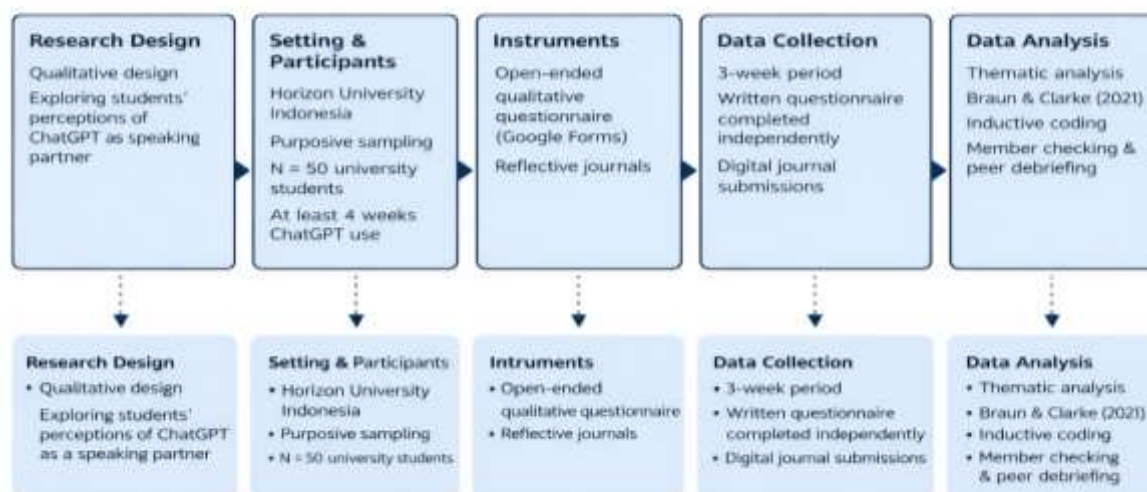 Research Design
Qualitative design
Exploring students'
perceptions of
ChatGPT as speaking
partner
Setting &
Participants
Horizon University
Indonesia
Purposive sampling
N = 50 university
students
At least 4 weeks
ChatGPT use
Instruments
Open-ended
qualitative
questionnaire
(Google Forms)
Reflective journals
Data Collection
3-week period
Written questionnaire
completed
independently
Digital journal
submissions
Data Analysis
Thematic analysis
Braun & Clarke (2021)
Inductive coding
Member checking &
peer debriefing
Research Design
• Qualitative design
Exploring students'
perceptions of ChatGPT
as a speaking partner
Setting & Participants
• Horizon University
Indonesia
• Purposive sampling
• N = 50 university students
Intruments
• Open-ended
qualitative questionnaire
• Reflective journals
Data Collection
• 3-week period
• Written questionnaire
completed independently
• Digital journal submissions
Data Analysis
• Thematic analysis
• Braun & Clarke (2021)
• Inductive coding
• Member checking
& peer debriefing